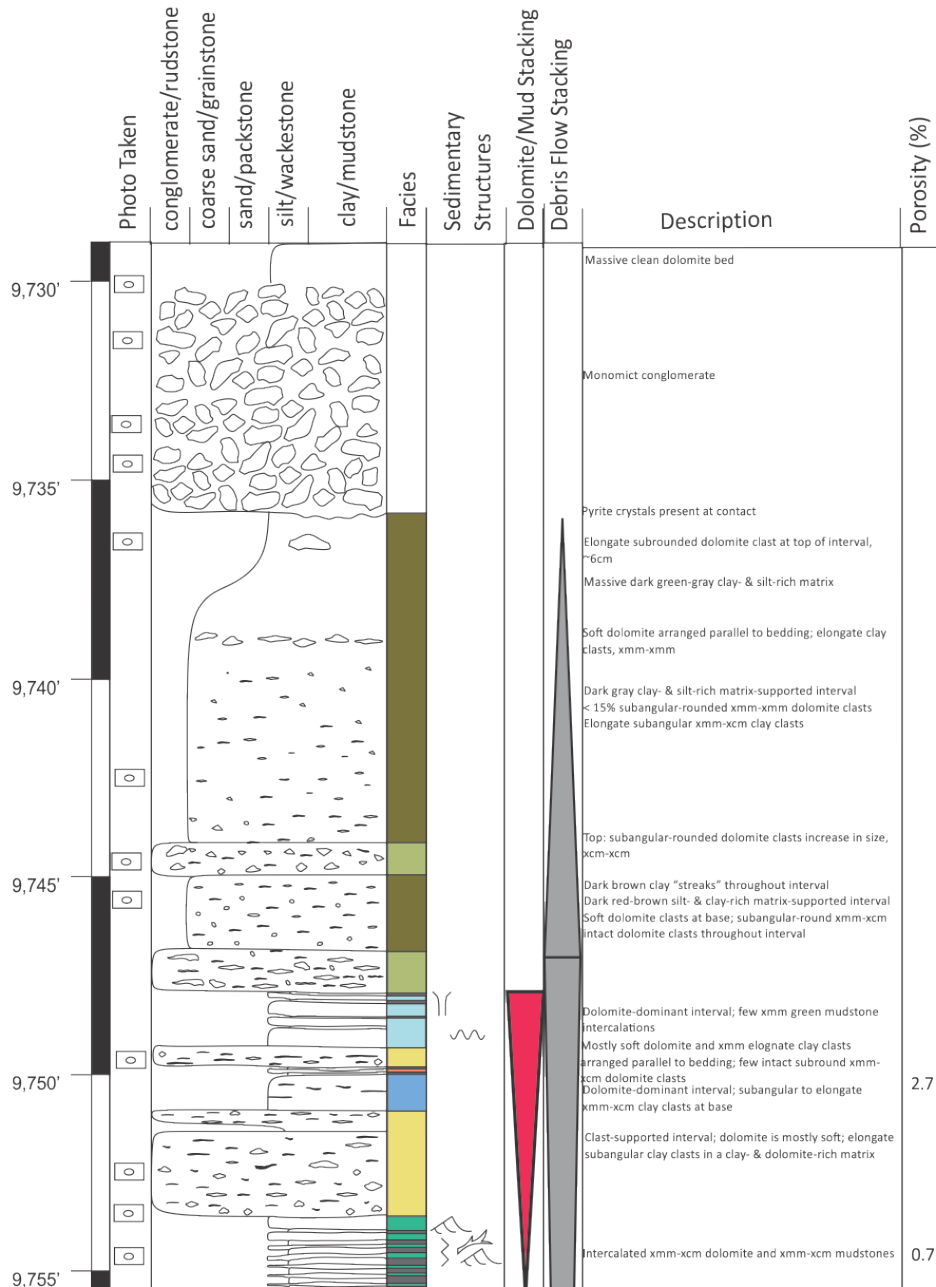 Photo Taken
conglomerate/rudstone
coarse sand/grainstone
sand/packstone
silt/wackestone
clay/mudstone
Facies
Sedimentary
Structures
Dolomite/Mud Stacking
Debris Flow Stacking
Description
Porosity (%)
Massive clean dolomite bed
9,730’
Monomict conglomerate
9,735’
Pyrite crystals present at contact
Elongate subrounded dolomite clast at top of interval,
~6cm
Massive dark green-gray clay- & silt-rich matrix
Soft dolomite arranged parallel to bedding; elongate clay
clasts, xmm-xmm
9,740’
Dark gray clay- & silt-rich matrix-supported interval
< 15% subangular-rounded xmm-xmm dolomite clasts
Elongate subangular xmm-xcm clay clasts
Top: subangular-rounded dolomite clasts increase in size,
xcm-xcm
9,745’
Dark brown clay “streaks” throughout interval
Dark red-brown silt- & clay-rich matrix-supported interval
Soft dolomite clasts at base; subangular-round xmm-xcm
intact dolomite clasts throughout interval
Dolomite-dominant interval; few xmm green mudstone
intercalations
Mostly soft dolomite and xmm elognate clay clasts
arranged parallel to bedding; few intact subround xmm-
xcm dolomite clasts
9,750’
2.7
Dolomite-dominant interval; subangular to elongate
xmm-xcm clay clasts at base
Clast-supported interval; dolomite is mostly soft; elongate
subangular clay clasts in a clay- & dolomite-rich matrix
Intercalated xmm-xcm dolomite and xmm-xcm mudstones
0.7
9,755’